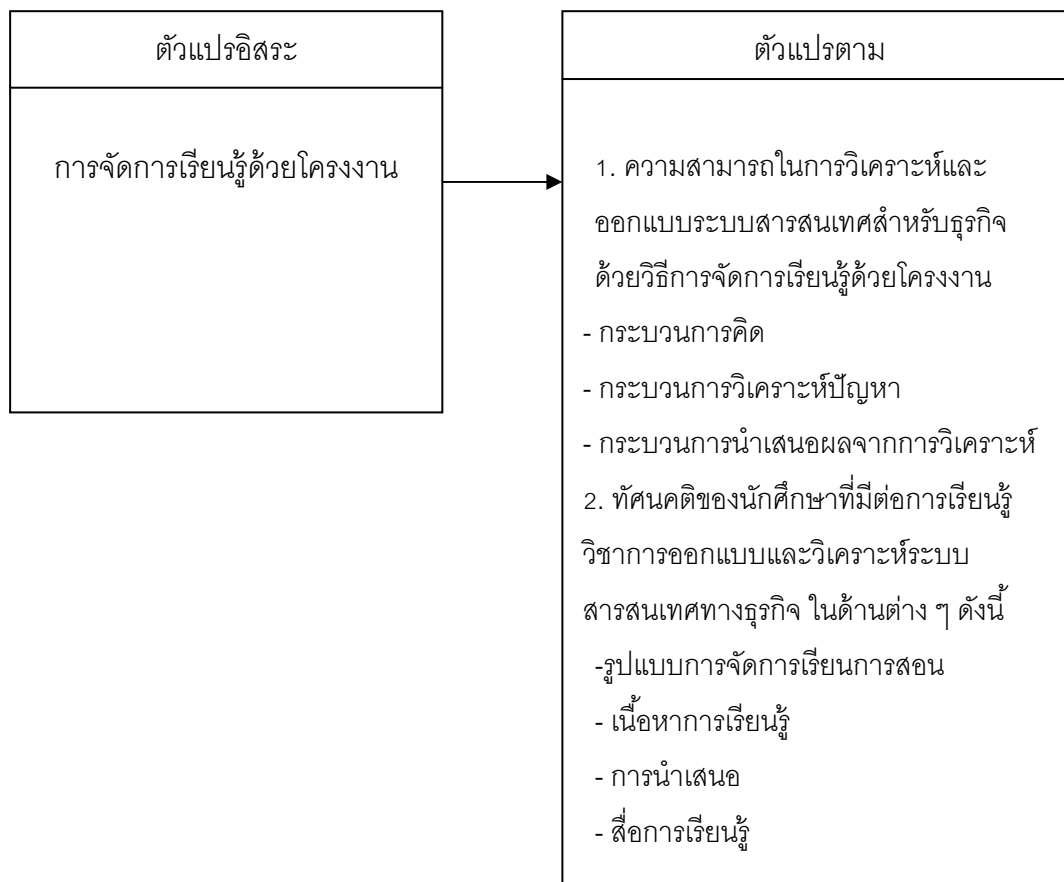 ตัวแปรอิสระ
การจัดการเรียนรู้ด้วยโครงงาน
ตัวแปรตาม
1. ความสามารถในการวิเคราะห์และ
ออกแบบระบบสารสนเทศสำหรับธุรกิจ
ด้วยวิธีการจัดการเรียนรู้ด้วยโครงงาน
- กระบวนการคิด
- กระบวนการวิเคราะห์ปัญหา
- กระบวนการนำเสนอผลจากการวิเคราะห์
2. ทัศนคติของนักศึกษาที่มีต่อการเรียนรู้
วิชาการออกแบบและวิเคราะห์ระบบ
สารสนเทศทางธุรกิจ ในด้านต่าง ๆ ดังนี้
-รูปแบบการจัดการเรียนการสอน
- เนื้อหาการเรียนรู้
- การนำเสนอ
- สื่อการเรียนรู้